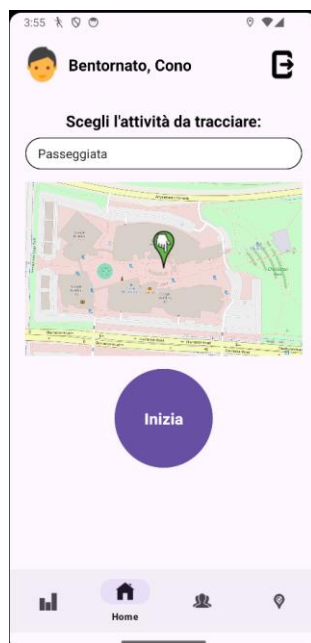 3:55
Bentornato, Cono
Scegli l'attività da tracciare:
Passeggiata
Inizia
Home